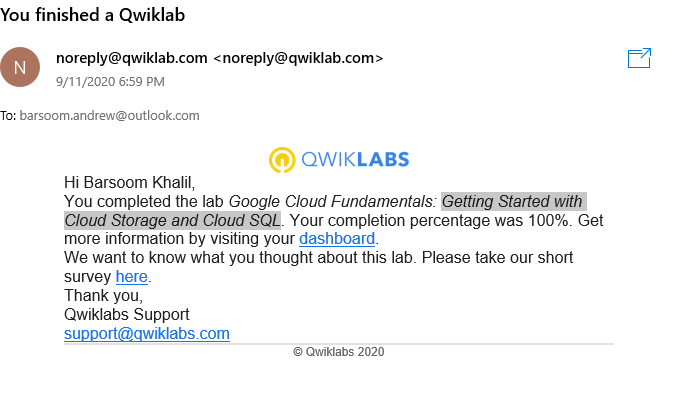 You finished a Qwiklab
N
noreply@qwiklab.com <noreply@qwiklab.com>
9/11/2020 6:59 PM
To: barsoom.andrew@outlook.com
QWIKLABS
Hi Barsoom Khalil,
You completed the lab Google Cloud Fundamentals: Getting Started with
Cloud Storage and Cloud SQL. Your completion percentage was 100%. Get
more information by visiting your dashboard.
We want to know what you thought about this lab. Please take our short
survey here.
Thank you,
Qwiklabs Support
support@qwiklabs.com
© Qwiklabs 2020